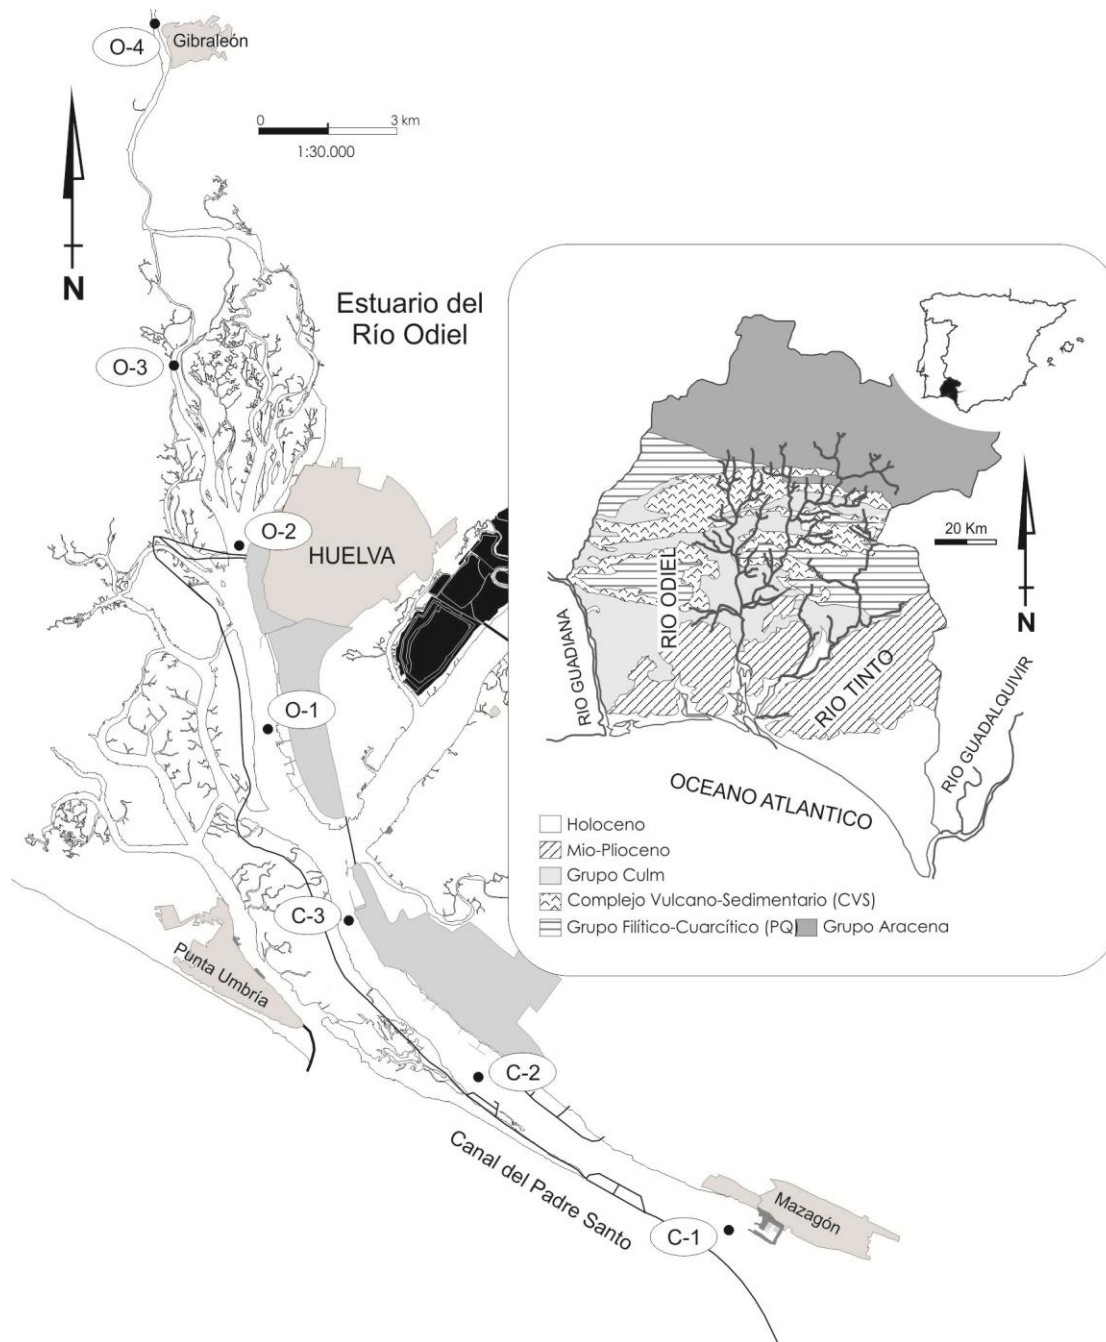 O-4
Gibraleón
0 3 km
1:30.000
N
Estuario del
Río Odiel
O-3
O-2
HUELVA
O-1
C-3
Punta Umbría
C-2
Canal del Padre Santo
C-1
Mazagón
20 Km
N
RIO ODIEL
RIO GUADIANA
RIO TINTO
RIO GUADALQUIVIR
OCEANO ATLANTICO
Holoceno
Mio-Plioceno
Grupo Culm
Complejo Vulcano-Sedimentario (CVS)
Grupo Filítico-Cuarcítico (PQ) Grupo Aracena